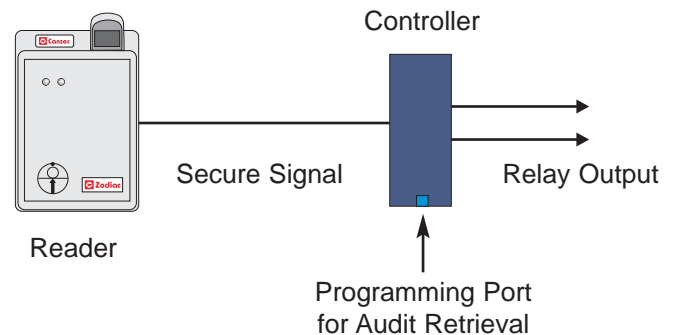 Controller
Cansec
Zodiac
Secure Signal
Relay Output
Reader
Programming Port
for Audit Retrieval